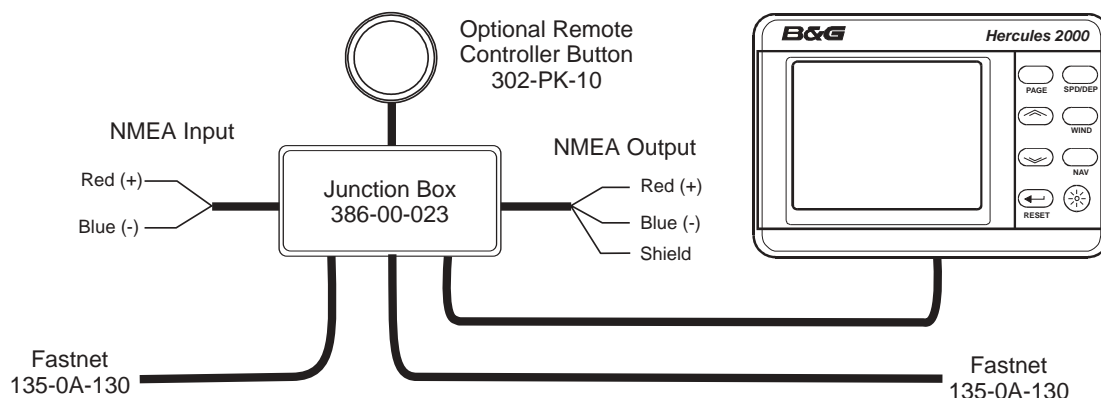 Optional Remote
Controller Button
302-PK-10
B&G
Hercules 2000
PAGE
SPD/DEP
WIND
NAV
RESET
NMEA Input
Red (+)
Blue (-)
Junction Box
386-00-023
NMEA Output
Red (+)
Blue (-)
Shield
Fastnet
135-0A-130
Fastnet
135-0A-130